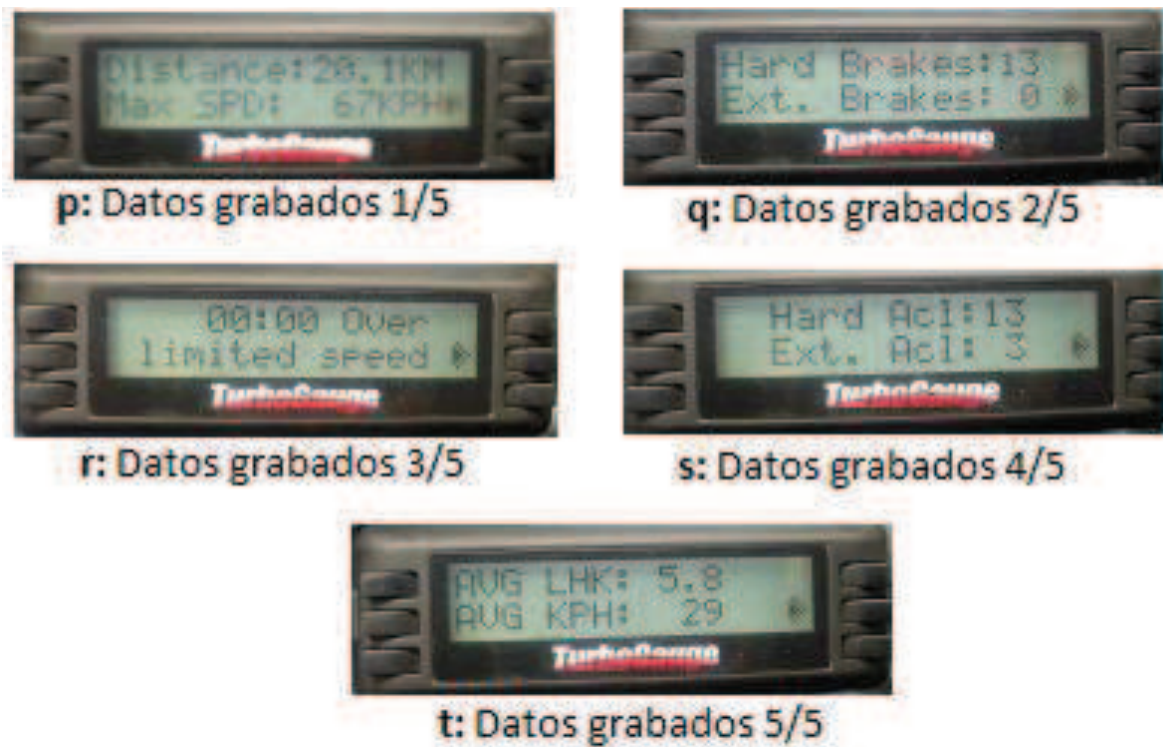 Distance:20.1KM
Max SPD: 67KPH
TurboGauge
p: Datos grabados 1/5
Hard Brakes:13
Ext. Brakes: 0
TurboGauge
q: Datos grabados 2/5
00:00 Over
limited speed
TurboGauge
r: Datos grabados 3/5
Hard Acl:13
Ext. Acl: 3
TurboGauge
s: Datos grabados 4/5
AVG LHK: 5.8
AVG KPH: 29
TurboGauge
t: Datos grabados 5/5